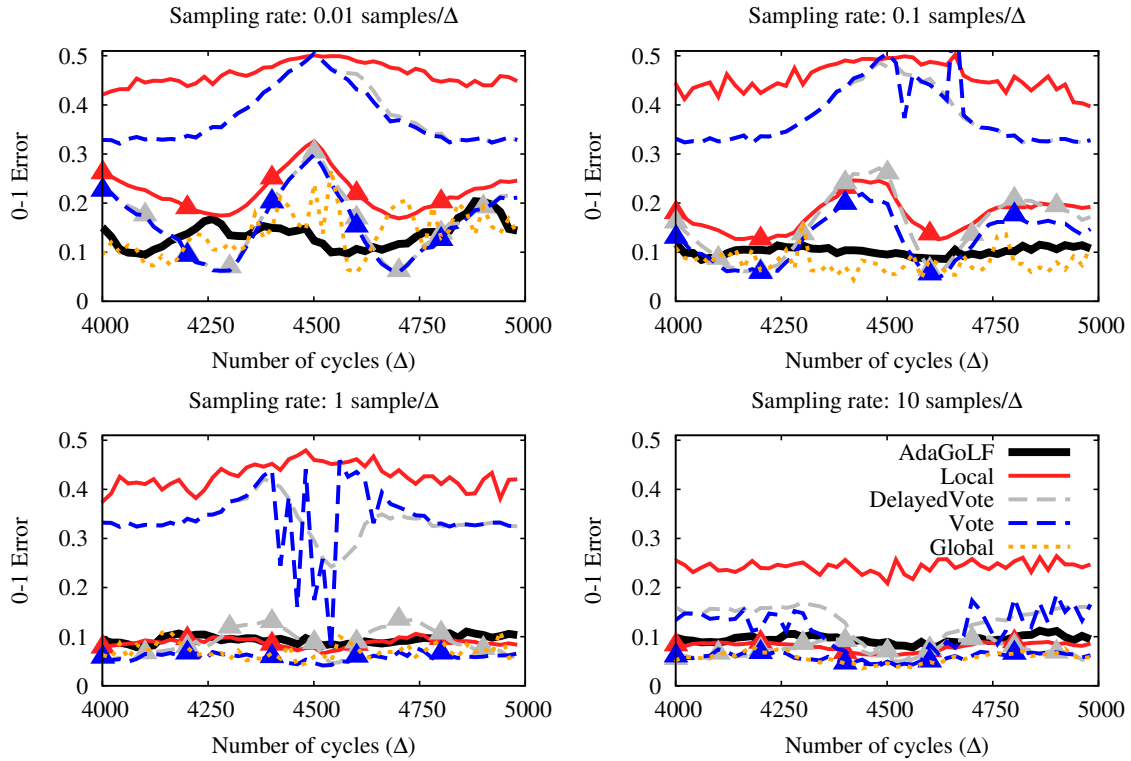 Sampling rate: 0.01 samples/Δ
0-1 Error
0.5
0.4
0.3
0.2
0.1
0
4000 4250 4500 4750 5000
Number of cycles (Δ)
Sampling rate: 0.1 samples/Δ
0-1 Error
0.5
0.4
0.3
0.2
0.1
0
4000 4250 4500 4750 5000
Number of cycles (Δ)
Sampling rate: 1 sample/Δ
0-1 Error
0.5
0.4
0.3
0.2
0.1
0
4000 4250 4500 4750 5000
Number of cycles (Δ)
Sampling rate: 10 samples/Δ
0-1 Error
0.5
0.4
0.3
0.2
0.1
0
AdaGoLF
Local
DelayedVote
Vote
Global
4000 4250 4500 4750 5000
Number of cycles (Δ)